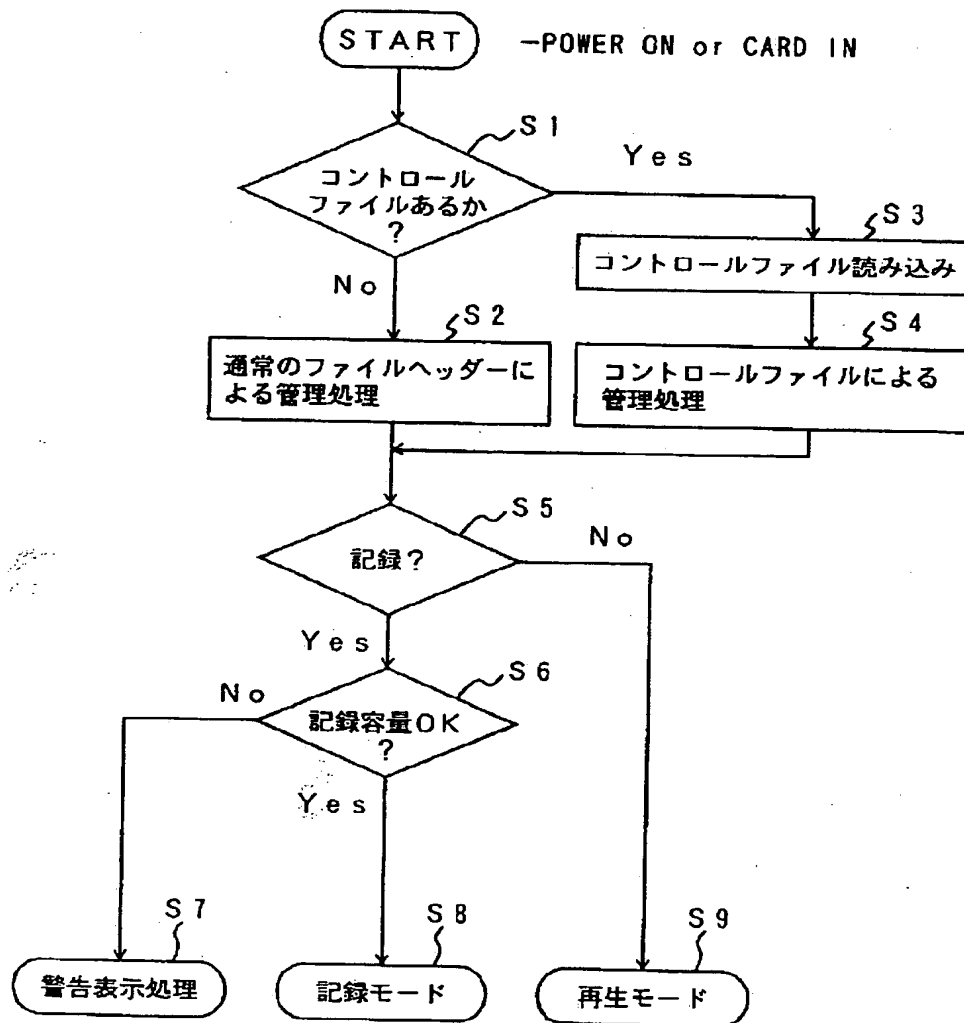 START
-POWER ON or CARD IN
S1
コントロール
ファイルあるか
?
Yes
No
S3
コントロールファイル読み込み
S2
通常のファイルヘッダーに
よる管理処理
S4
コントロールファイルによる
管理処理
S5
記録?
No
Yes
S6
記録容量OK
?
No
Yes
S7
警告表示処理
S8
記録モード
S9
再生モード